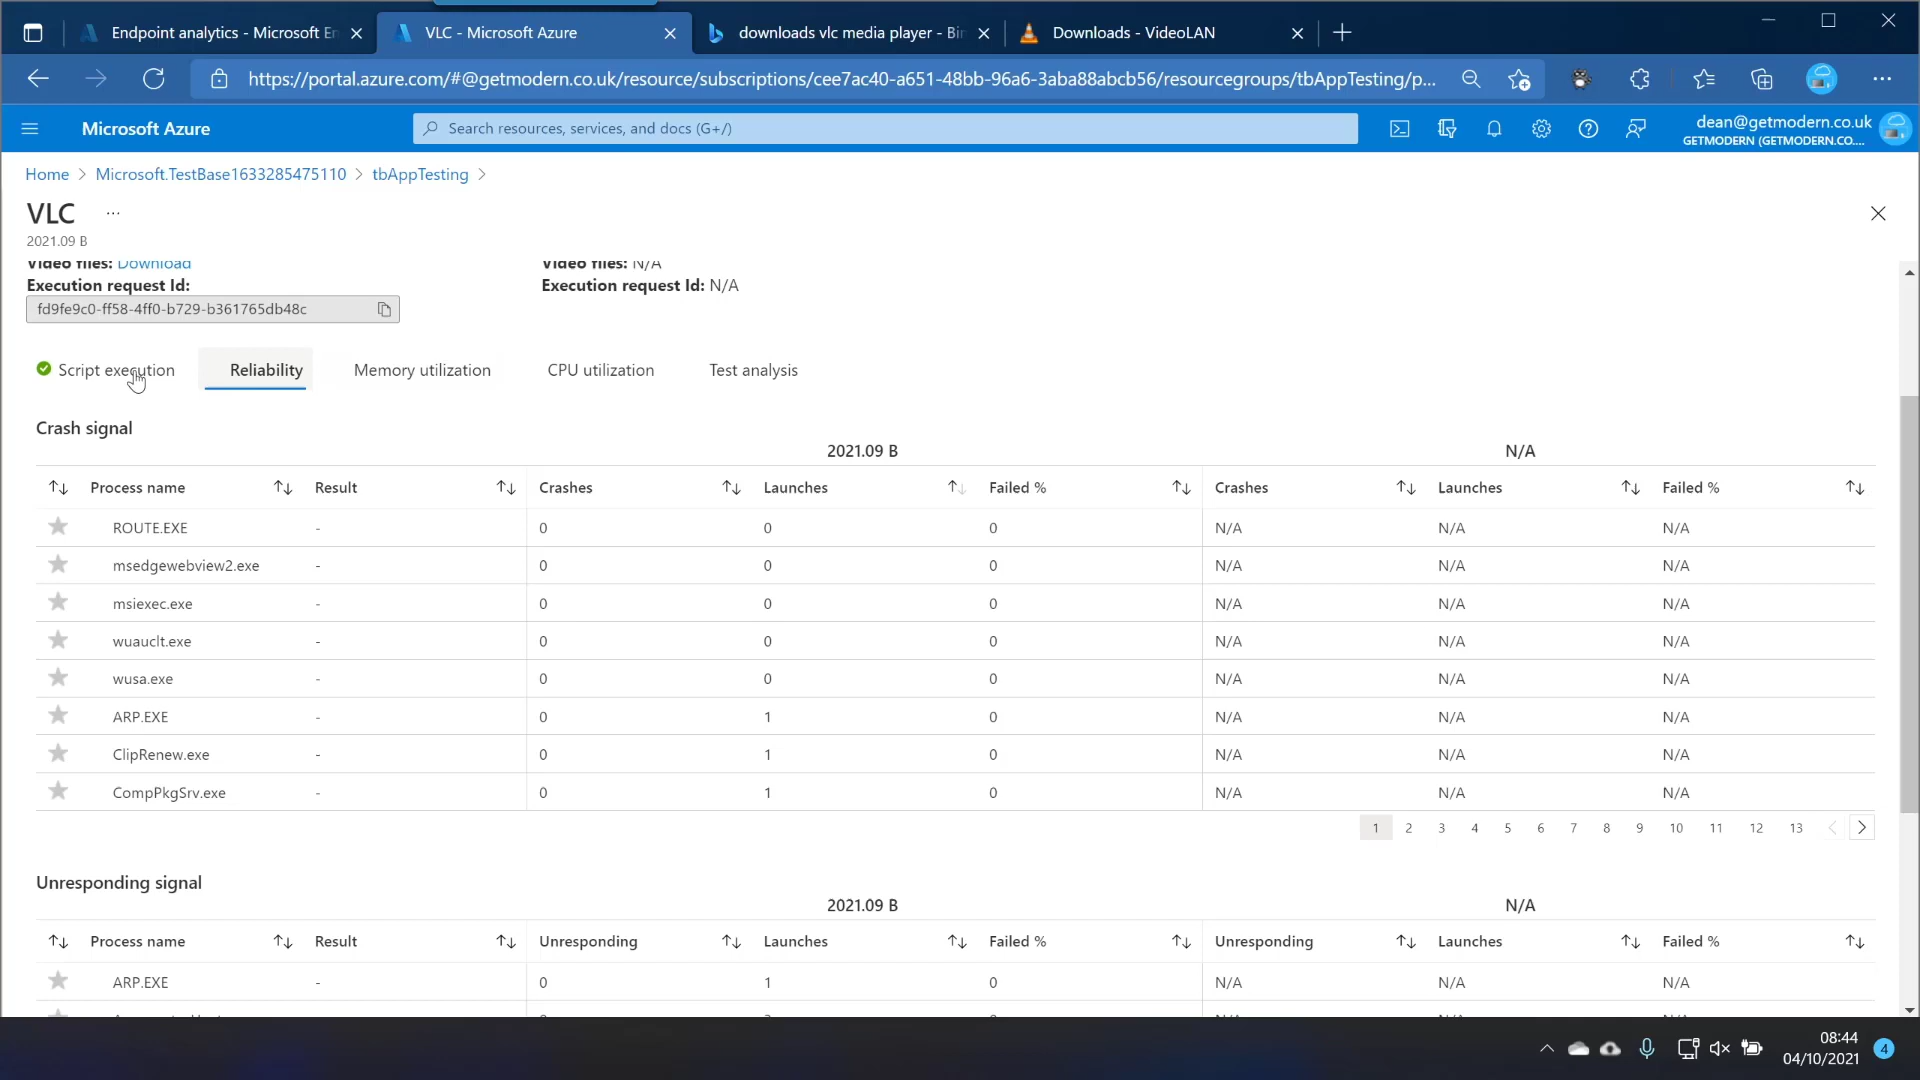 Endpoint analytics - Microsoft En
VLC - Microsoft Azure
downloads vlc media player - Bin
Downloads - VideoLAN
https://portal.azure.com/#@getmodern.co.uk/resource/subscriptions/cee7ac40-a651-48bb-96a6-3aba88abcb56/resourcegroups/tbAppTesting/p...
Microsoft Azure
Search resources, services, and docs (G+/)
dean@getmodern.co.uk
GETMODERN (GETMODERN.CO....
Home > Microsoft.TestBase1633285475110 > tbAppTesting >
VLC ...
2021.09 B
Video files: Download
Video files: N/A
Execution request Id:
Execution request Id: N/A
fd9fe9c0-ff58-4ff0-b729-b361765db48c
Script execution Reliability Memory utilization CPU utilization Test analysis
Crash signal
2021.09 B N/A
Process name Result Crashes Launches Failed % Crashes Launches Failed %
ROUTE.EXE - 0 0 0 N/A N/A N/A
msedgewebview2.exe - 0 0 0 N/A N/A N/A
msiexec.exe - 0 0 0 N/A N/A N/A
wuauclt.exe - 0 0 0 N/A N/A N/A
wusa.exe - 0 0 0 N/A N/A N/A
ARP.EXE - 0 1 0 N/A N/A N/A
ClipRenew.exe - 0 1 0 N/A N/A N/A
CompPkgSrv.exe - 0 1 0 N/A N/A N/A
1 2 3 4 5 6 7 8 9 10 11 12 13
Unresponding signal
2021.09 B N/A
Process name Result Unresponding Launches Failed % Unresponding Launches Failed %
ARP.EXE - 0 1 0 N/A N/A N/A
08:44
04/10/2021
4